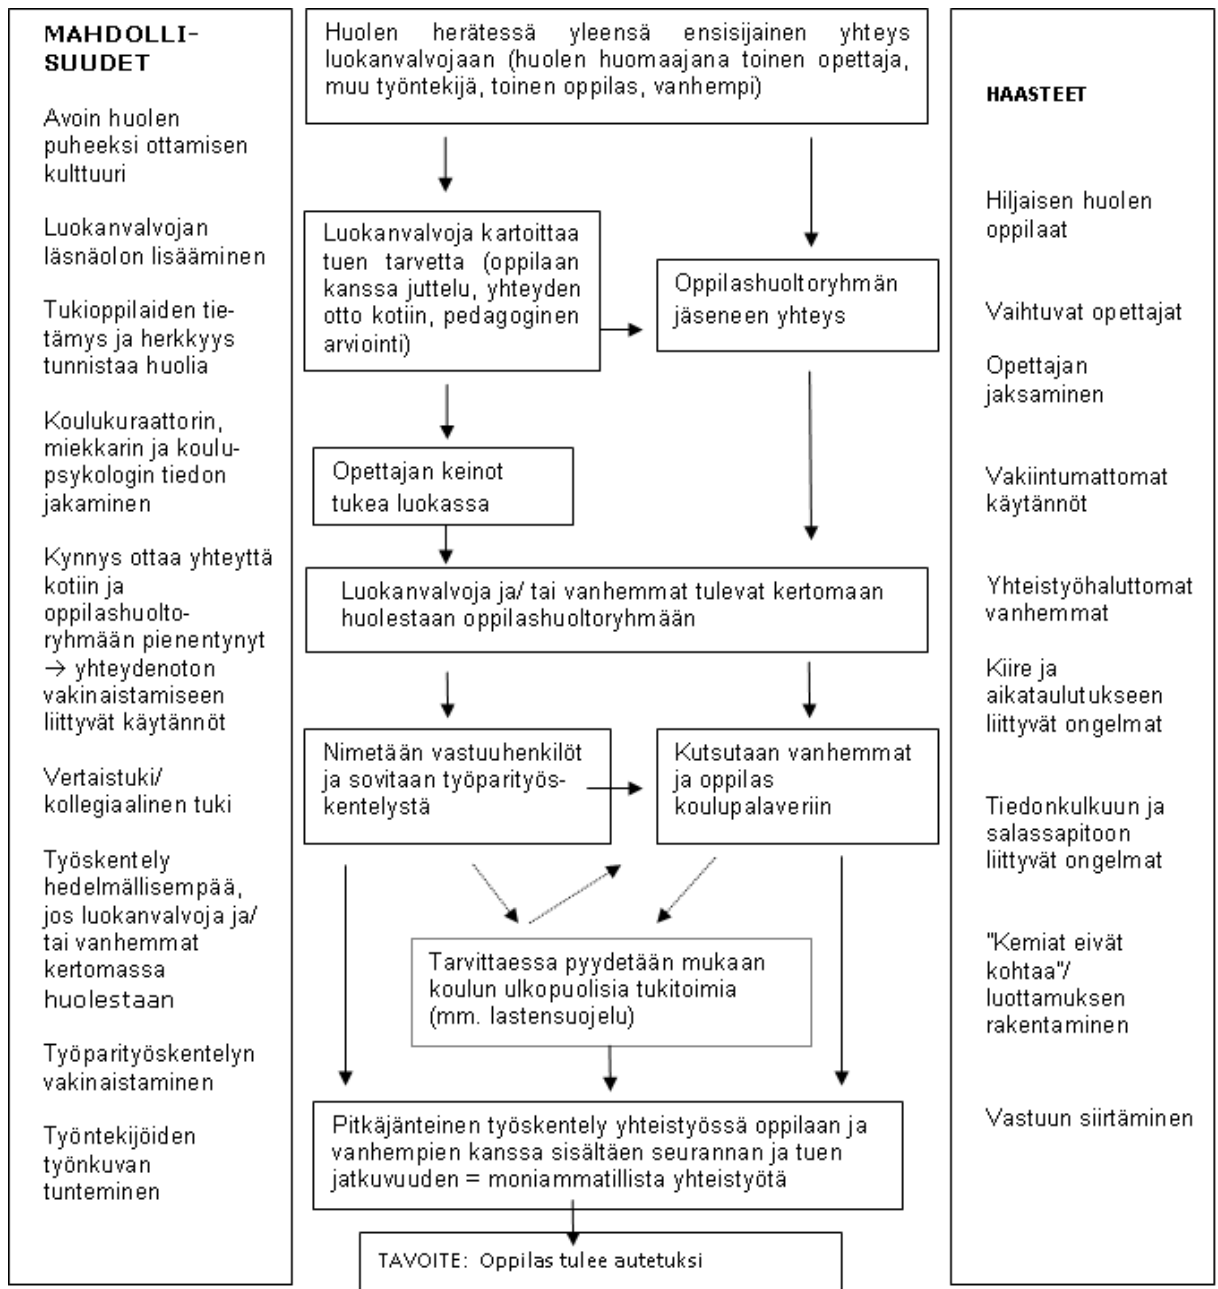 MAHDOLLI-
SUUDET
Avoin huolen
puheeksi ottamisen
kulttuuri
Luokanvalvojan
läsnäolon lisääminen
Tukioppilaiden tie-
tämys ja herkkyys
tunnistaa huolia
Koulukuraattorin,
miekkarin ja koulu-
psykologin tiedon
jakaminen
Kynnys ottaa yhteyttä
kotiin ja
oppilashuolto-
ryhmään pienentynyt
→ yhteydenoton
vakinaistamiseen
liittyvät käytännöt
Vertaistuki/
kollegiaalinen tuki
Työskentely
hedelmällisempää,
jos luokanvalvoja ja/
tai vanhemmat
kertomassa
huolestaan
Työparityöskentelyn
vakinaistaminen
Työntekijöiden
työnkuvan
tunteminen
Huolen herätessä yleensä ensisijainen yhteys
luokanvalvojaan (huolen huomaajana toinen opettaja,
muu työntekijä, toinen oppilas, vanhempi)
Luokanvalvoja kartoittaa
tuen tarvetta (oppilaan
kanssa juttelu, yhteyden
otto kotiin, pedagoginen
arviointi)
Oppilashuoltoryhmän
jäseneen yhteys
Opettajan keinot
tukea luokassa
Luokanvalvoja ja/ tai vanhemmat tulevat kertomaan
huolestaan oppilashuoltoryhmään
Nimetään vastuuhenkilöt
ja sovitaan työparityös-
kentelystä
Kutsutaan vanhemmat
ja oppilas
koulupalaveriin
Tarvittaessa pyydetään mukaan
koulun ulkopuolisia tukitoimia
(mm. lastensuojelu)
Pitkäjänteinen työskentely yhteistyössä oppilaan ja
vanhempien kanssa sisältäen seurannan ja tuen
jatkuvuuden = moniammatillista yhteistyötä
TAVOITE: Oppilas tulee autetuksi
HAASTEET
Hiljaisen huolen
oppilaat
Vaihtuvat opettajat
Opettajan
jaksaminen
Vakiintumattomat
käytännöt
Yhteistyöhaluttomat
vanhemmat
Kiire ja
aikataulutukseen
liittyvät ongelmat
Tiedonkulkuun ja
salassapitoon
liittyvät ongelmat
"Kemiat eivät
kohtaa"/
luottamuksen
rakentaminen
Vastuun siirtäminen